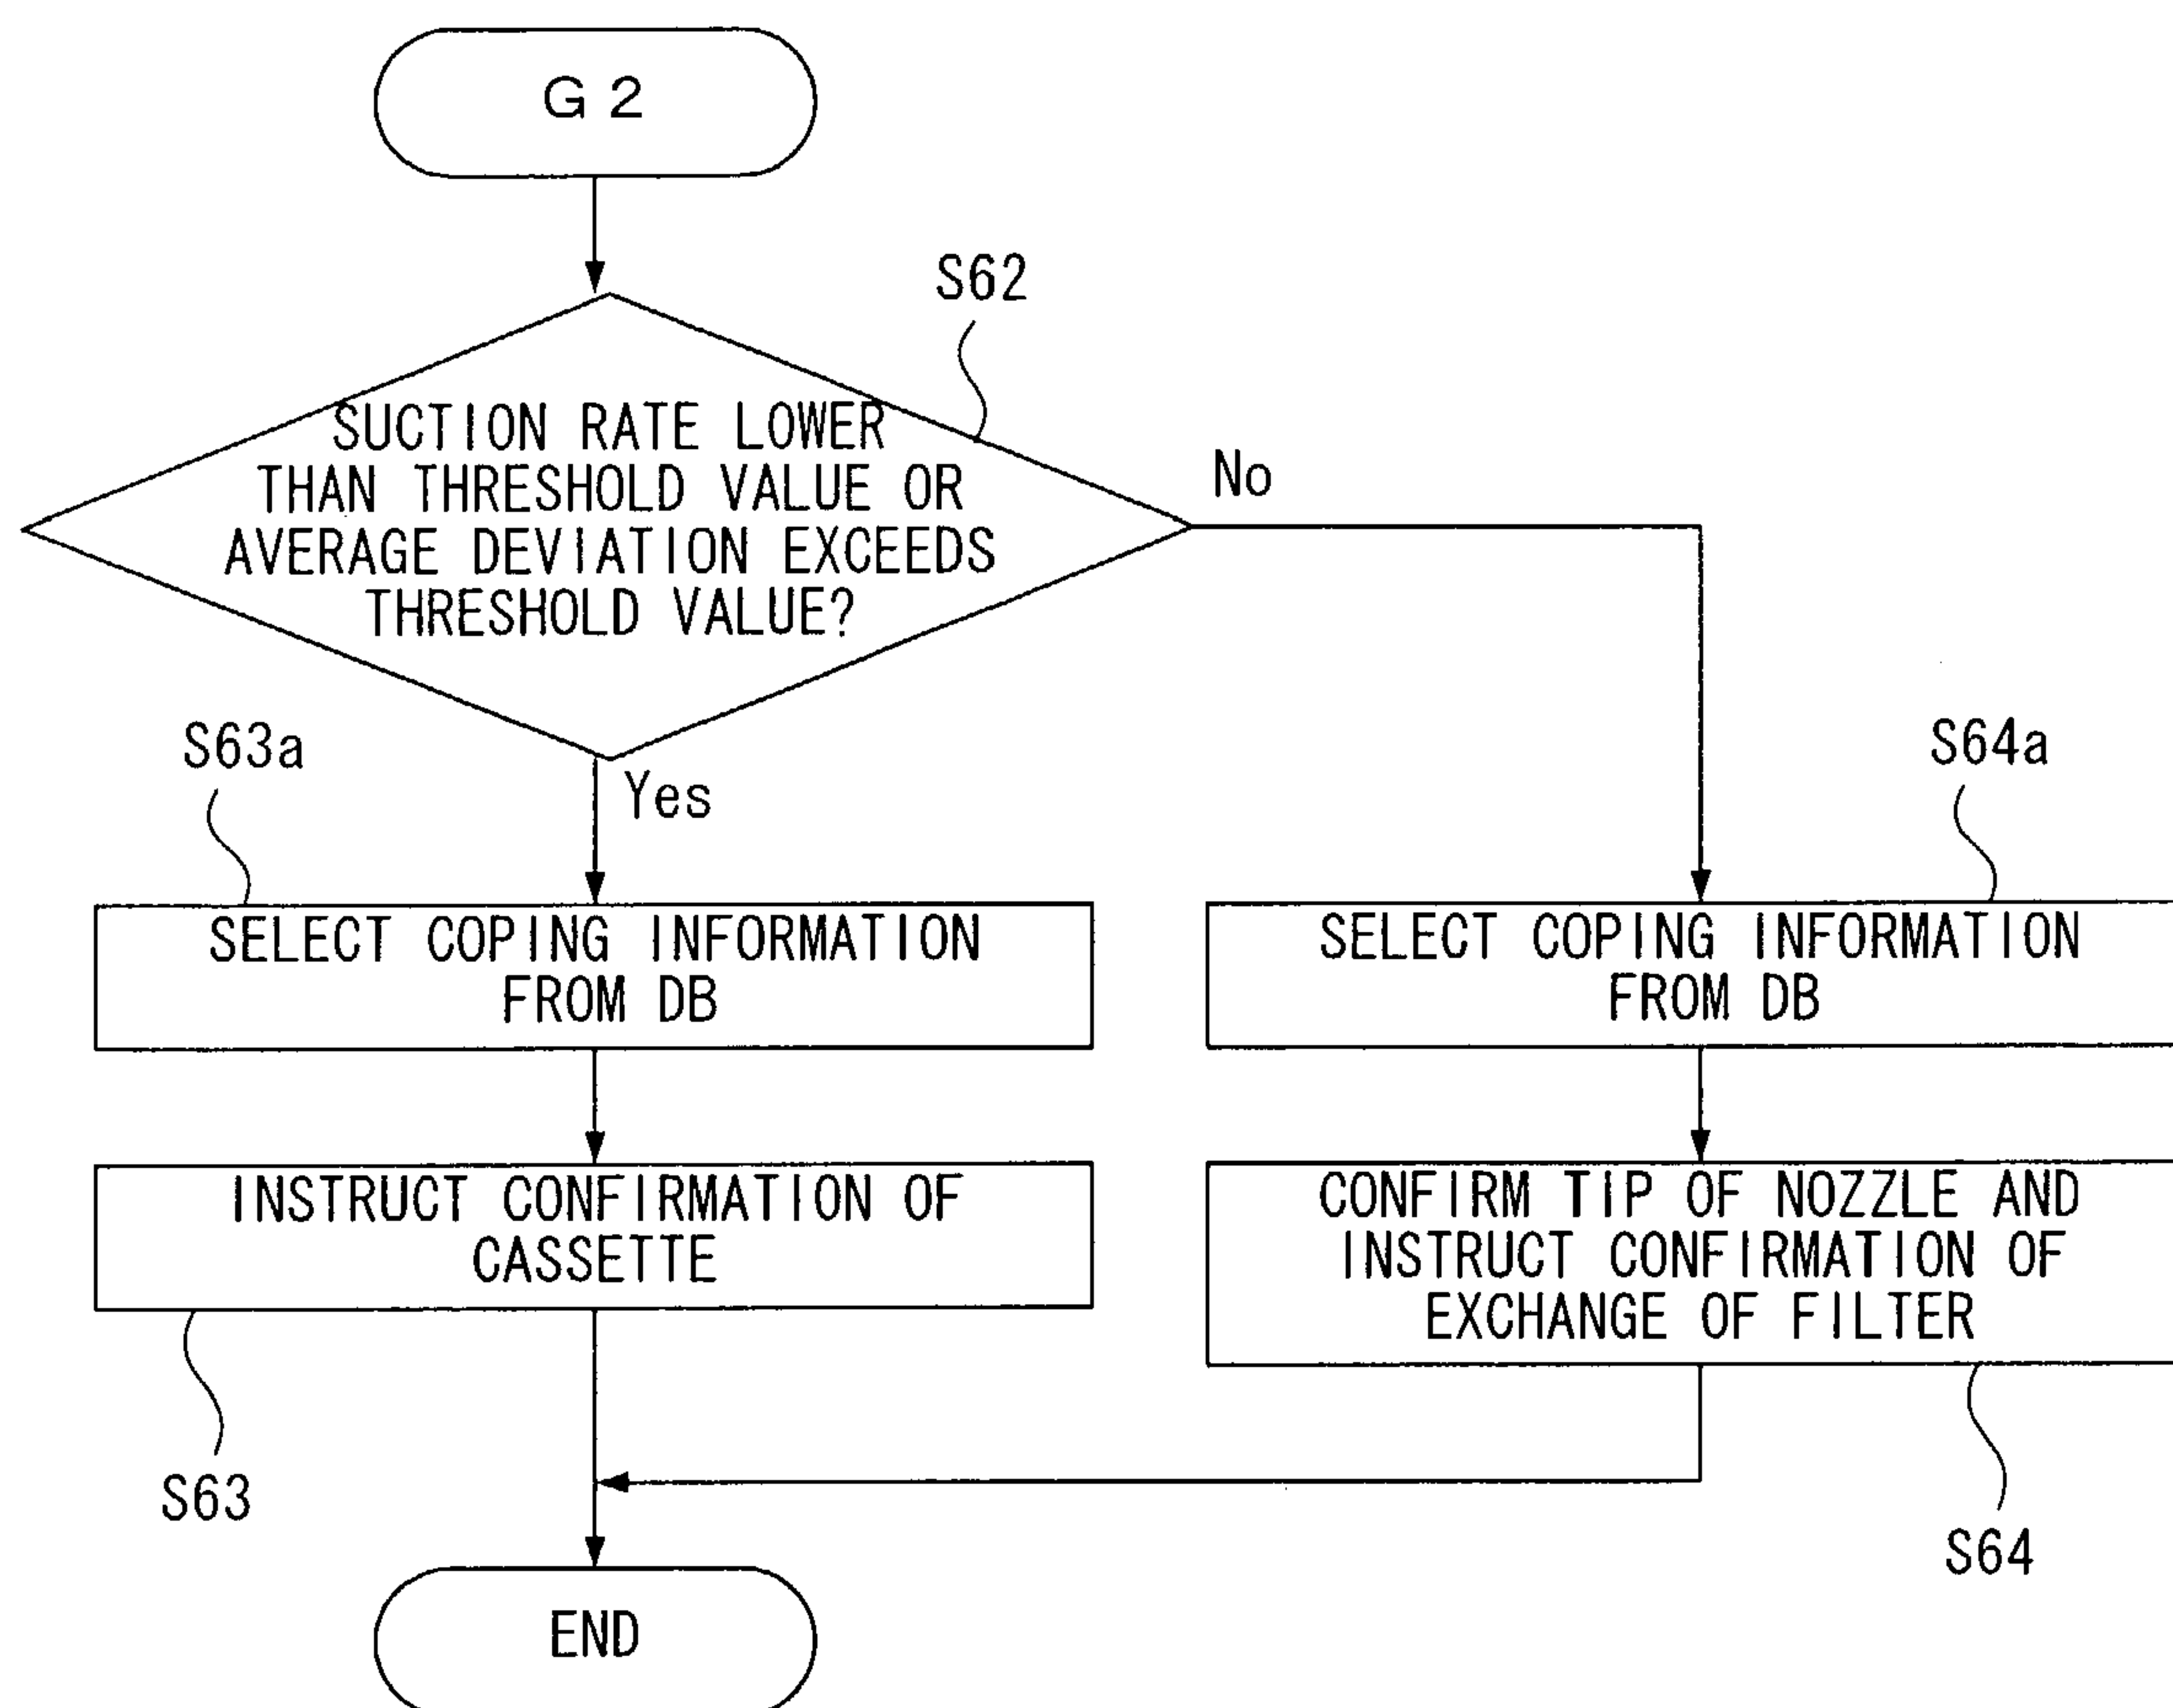 G 2
S62
SUCTION RATE LOWER
THAN THRESHOLD VALUE OR
AVERAGE DEVIATION EXCEEDS
THRESHOLD VALUE?
No
Yes
S63a
SELECT COPING INFORMATION
FROM DB
S64a
SELECT COPING INFORMATION
FROM DB
INSTRUCT CONFIRMATION OF
CASSETTE
S63
CONFIRM TIP OF NOZZLE AND
INSTRUCT CONFIRMATION OF
EXCHANGE OF FILTER
S64
END